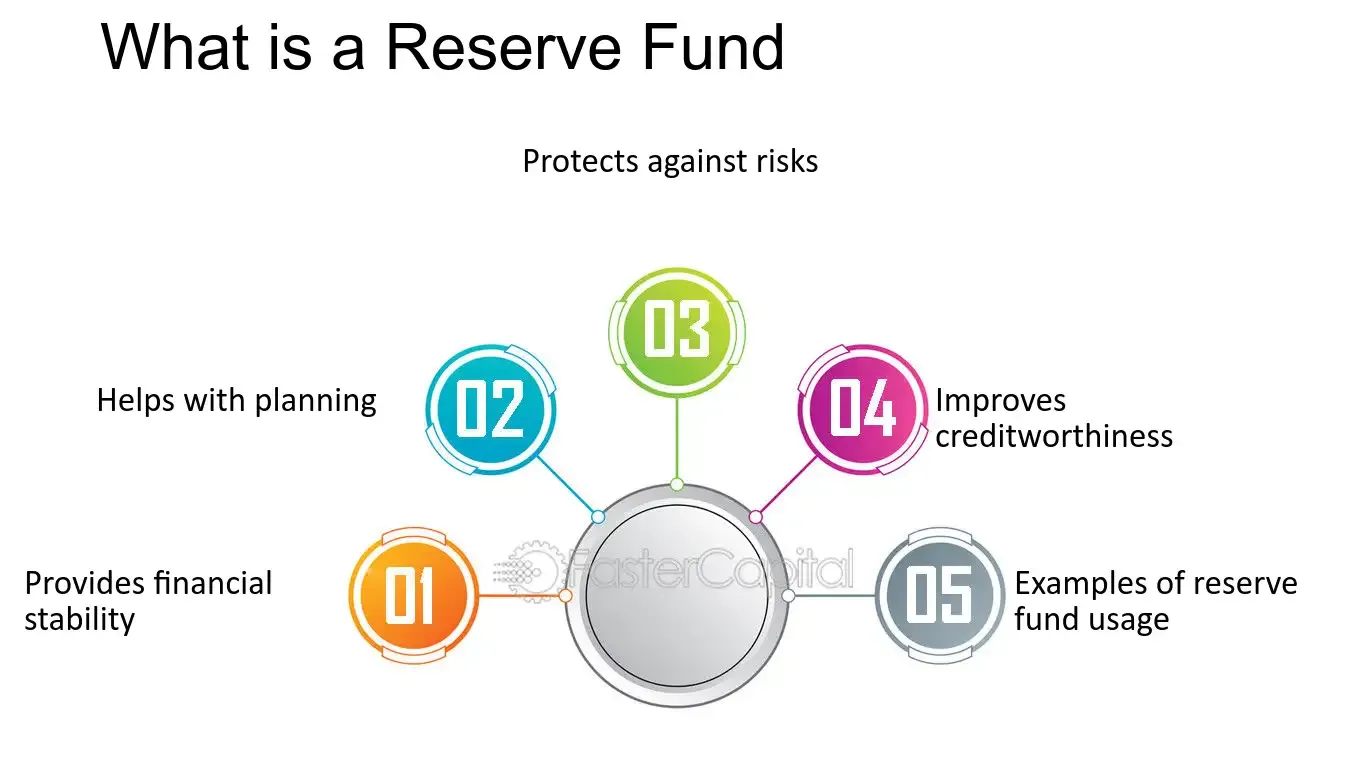 What is a Reserve Fund
Protects against risks
03
02
04
Helps with planning
Improves
creditworthiness
FasterCapital
01
05
Provides financial
stability
Examples of reserve
fund usage